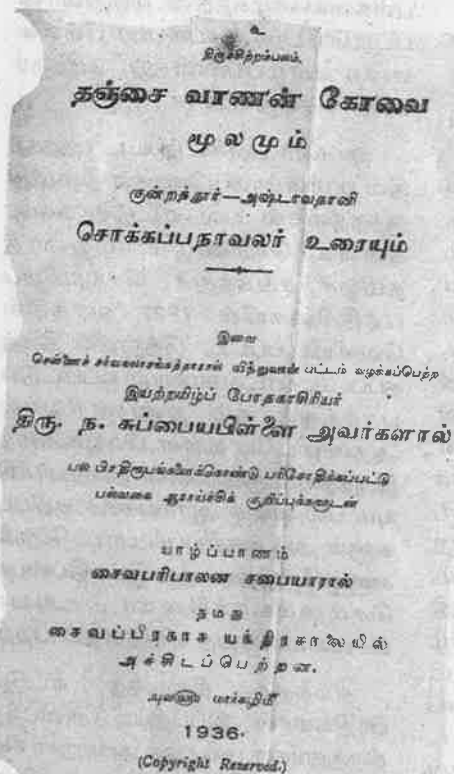 உ
திருச்சிற்றம்பலம்.
தஞ்சை வாணன் கோவை
மூலமும்
குன்றத்தூர்—அஷ்டாவதானி
சொக்கப்பநாவலர் உரையும்
இவை
சென்னைச் சர்வகலாசங்கத்தாரால் வித்துவான் பட்டம் வழங்கப்பெற்ற
இயற்றமிழ்ப் போதகாசிரியர்
திரு. ந. சுப்பையபிள்ளை அவர்களால்
பல பிரதிரூபங்களைக்கொண்டு பரிசோதிக்கப்பட்டு
பல்வகை ஆராய்ச்சிக் குறிப்புக்களுடன்
யாழ்ப்பாணம்
சைவபரிபாலன சபையாரால்
தமது
சைவப்பிரகாச யந்திரசாலையில்
அச்சிடப்பெற்றன.
மார்கழிமீ
1936.
(Copyright Reserved.)